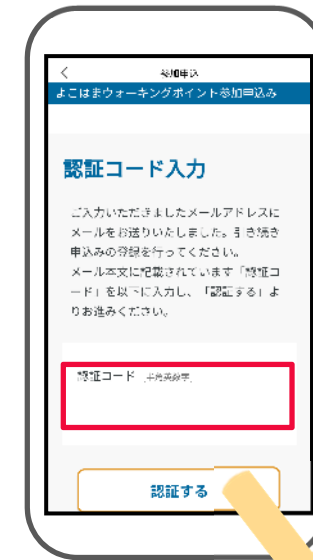 参加申込
よこはまウォーキングポイント参加申込み
認証コード入力
ご入力いただきましたメールアドレスに
メールをお送りいたしました。引き続き
申込みの登録を行ってください。
メール本文に記載されています「認証コ
ード」を以下に入力し、「認証する」よ
りお進みください。
認証コード [半角英数字]
認証する